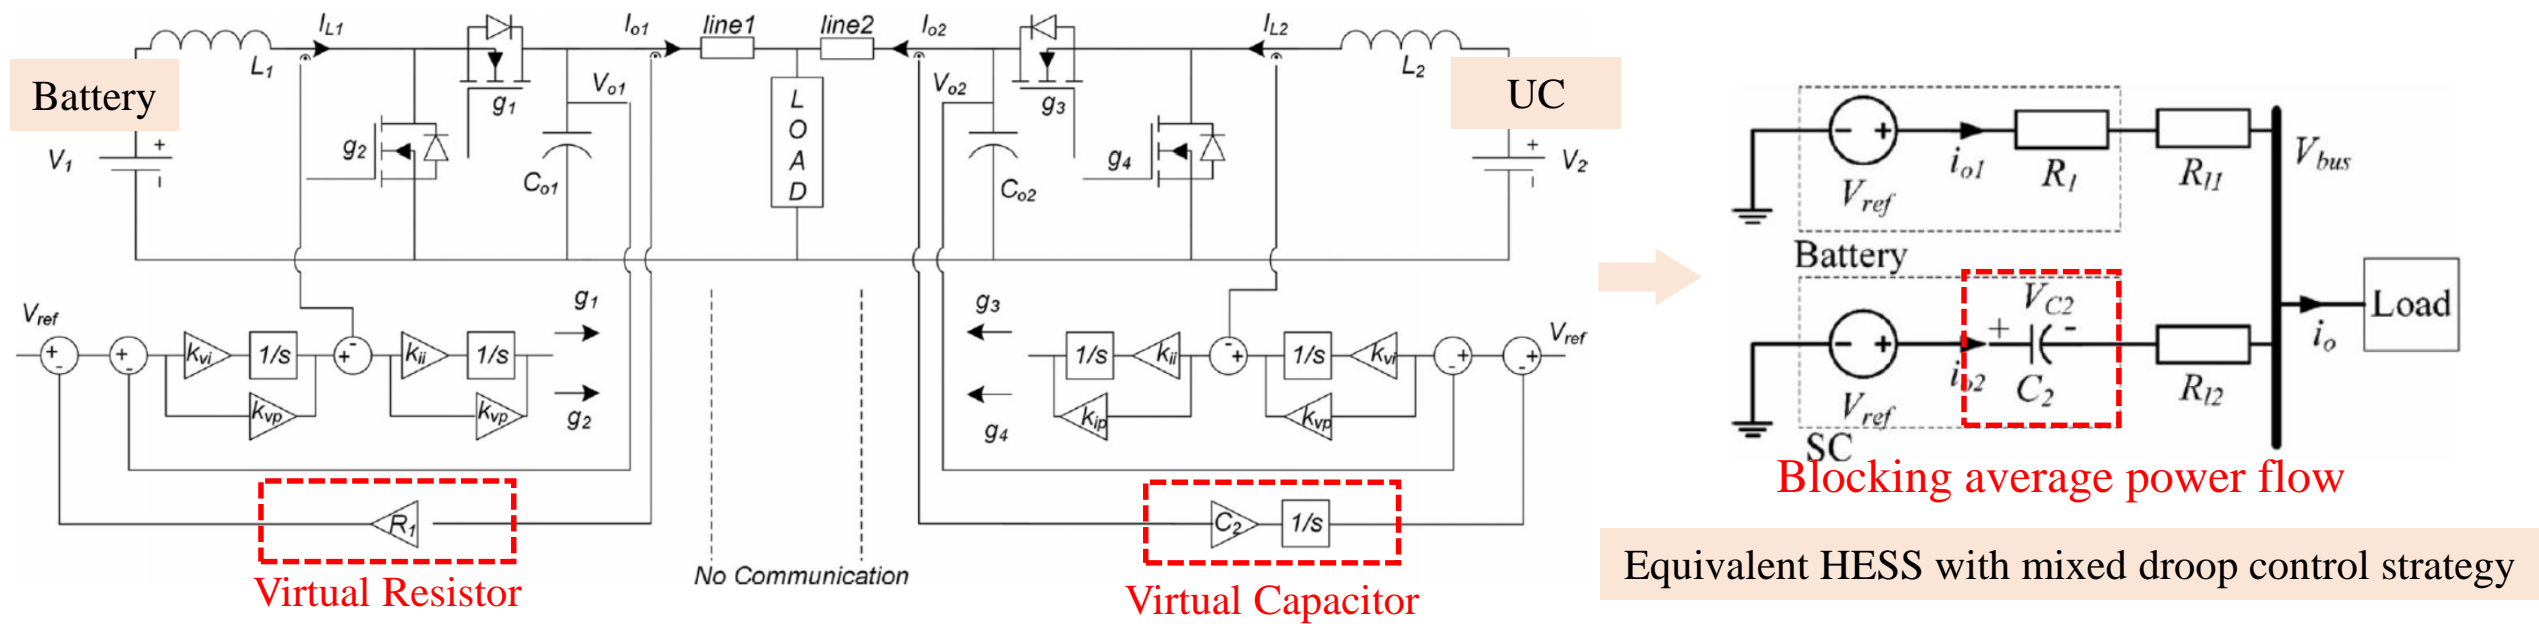 I_L1
I_o1
line1
line2
I_o2
I_L2
L_1
L_2
Battery
UC
V_1
+
-
g_2
g_1
V_o1
C_o1
L
O
A
D
V_o2
C_o2
g_3
g_4
+
-
V_2
V_ref
+
-
+
-
k_vi
1/s
k_vp
+
-
k_ii
1/s
k_vp
g_1
g_2
g_3
g_4
1/s
k_ii
k_ip
-
+
1/s
k_vi
k_vp
+
-
+
-
V_ref
R_1
C_2
1/s
Virtual Resistor
No Communication
Virtual Capacitor
- +
V_ref
i_o1
R_1
R_l1
V_bus
Battery
V_C2
+
-
- +
V_ref
i_o2
C_2
R_l2
SC
i_o
Load
Blocking average power flow
Equivalent HESS with mixed droop control strategy